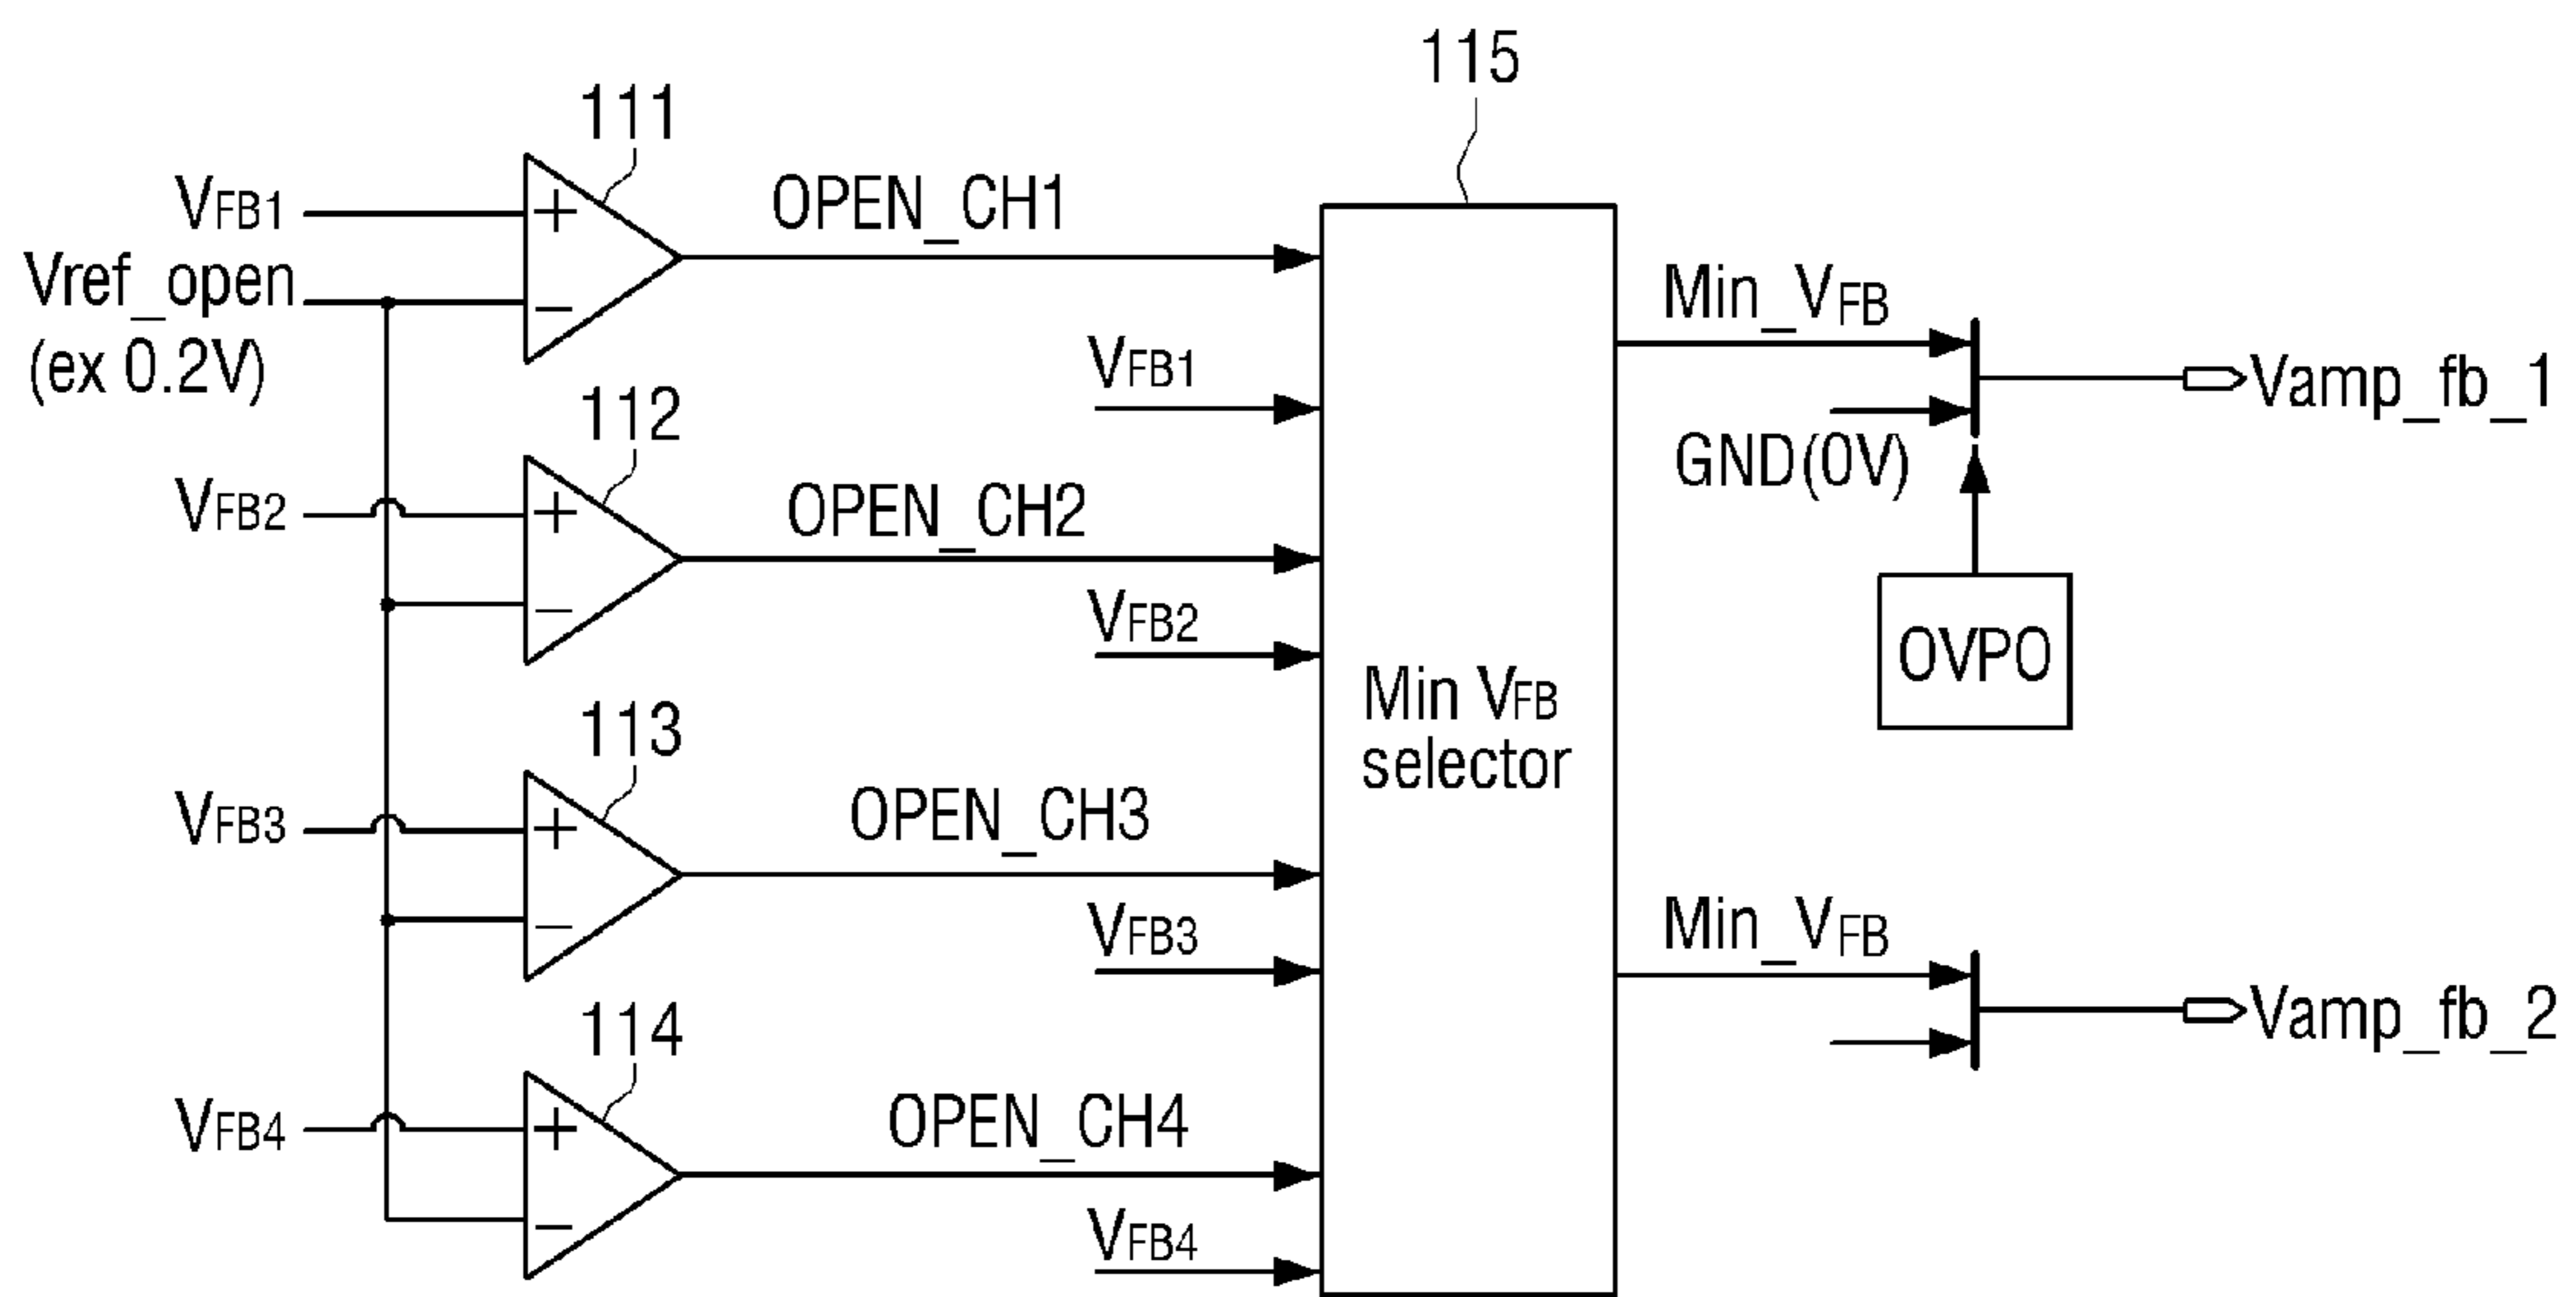 115
111
VFB1
+
OPEN_CH1
Vref_open
(ex 0.2V)
−
Min_VFB
VFB1
Vamp_fb_1
GND(0V)
112
VFB2
+
OPEN_CH2
−
VFB2
OVPO
Min VFB
selector
113
VFB3
+
OPEN_CH3
−
VFB3
Min_VFB
Vamp_fb_2
114
VFB4
+
OPEN_CH4
−
VFB4